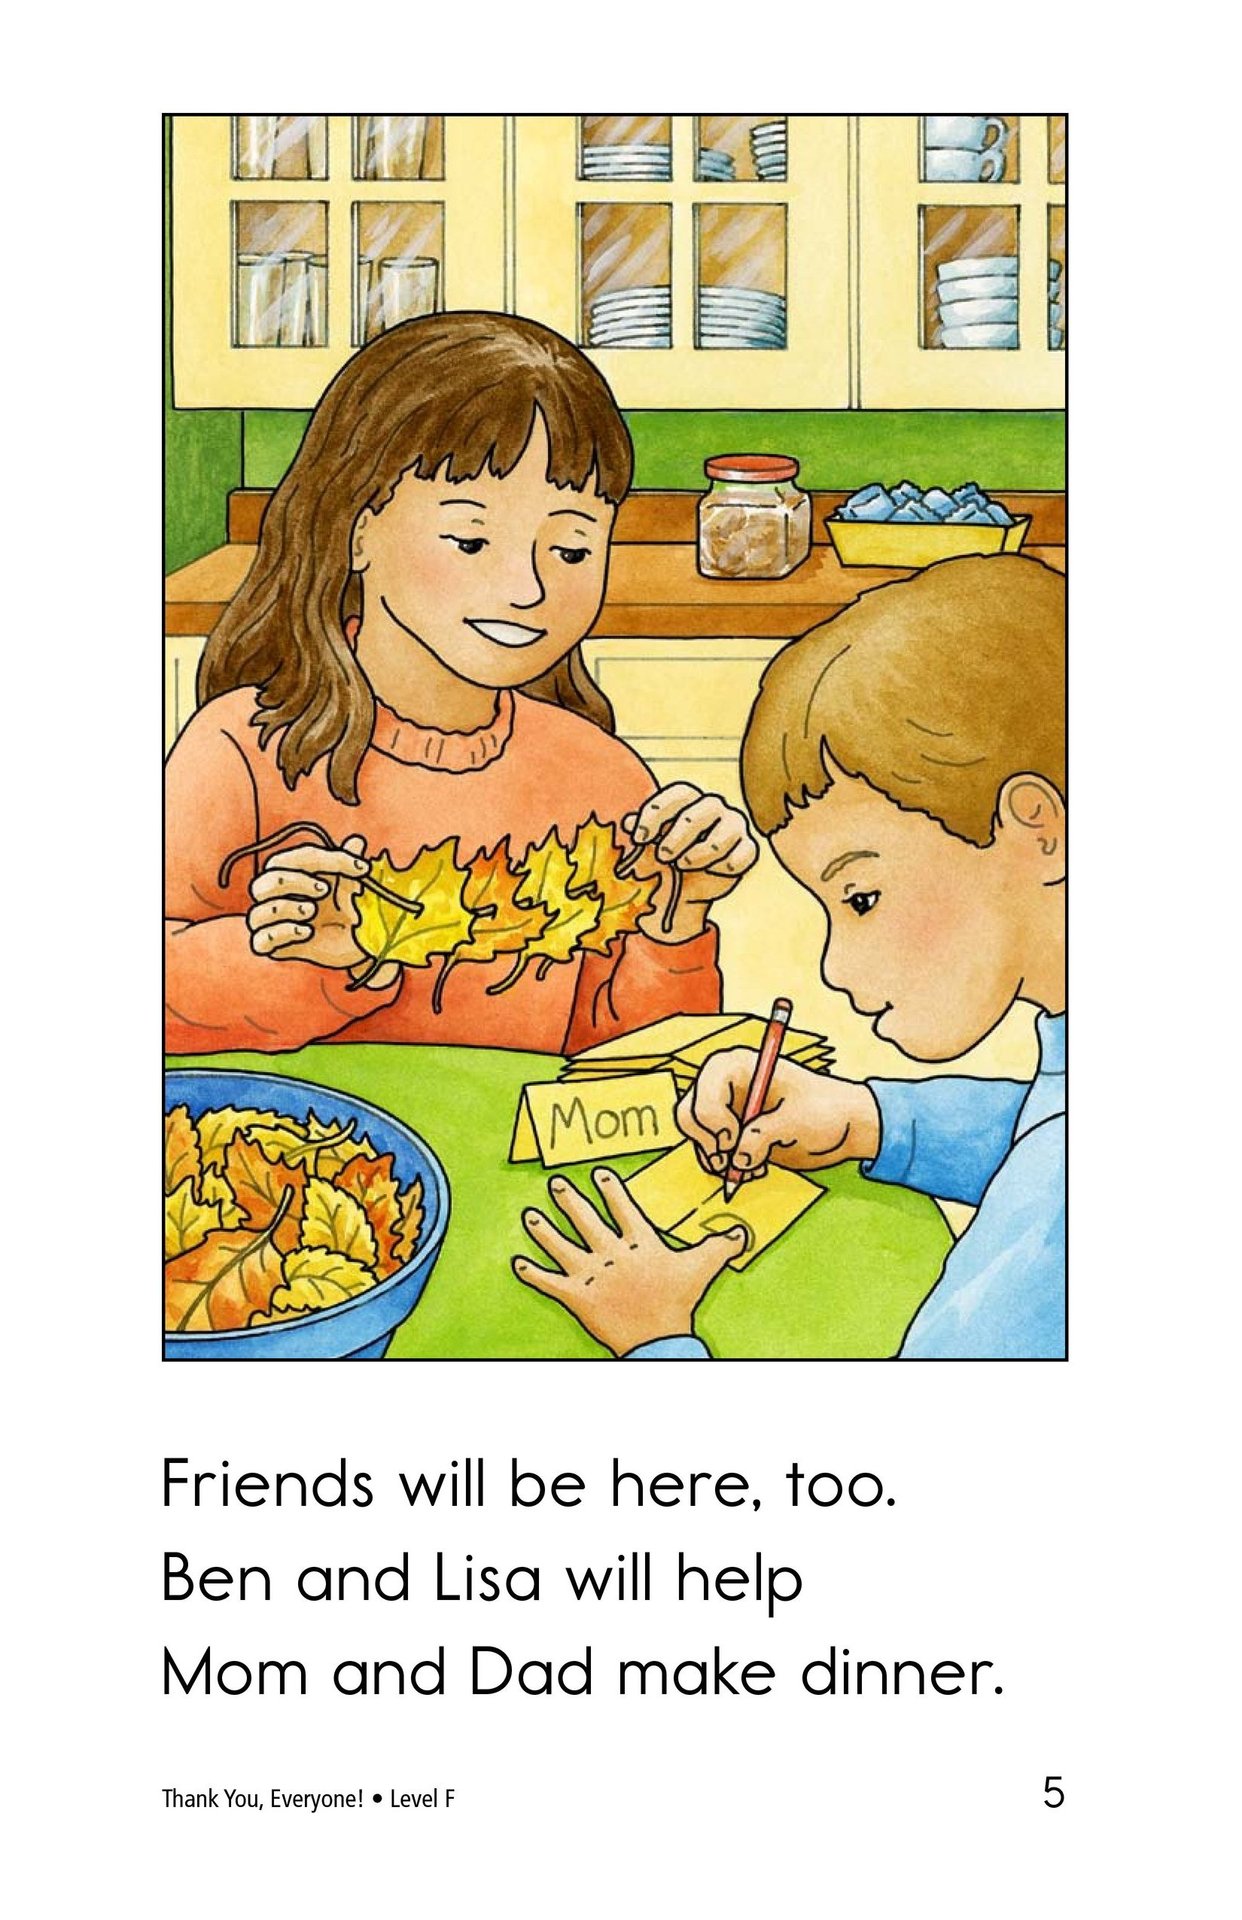 Mom
Friends will be here, too.
Ben and Lisa will help
Mom and Dad make dinner.
Thank You, Everyone! • Level F
5